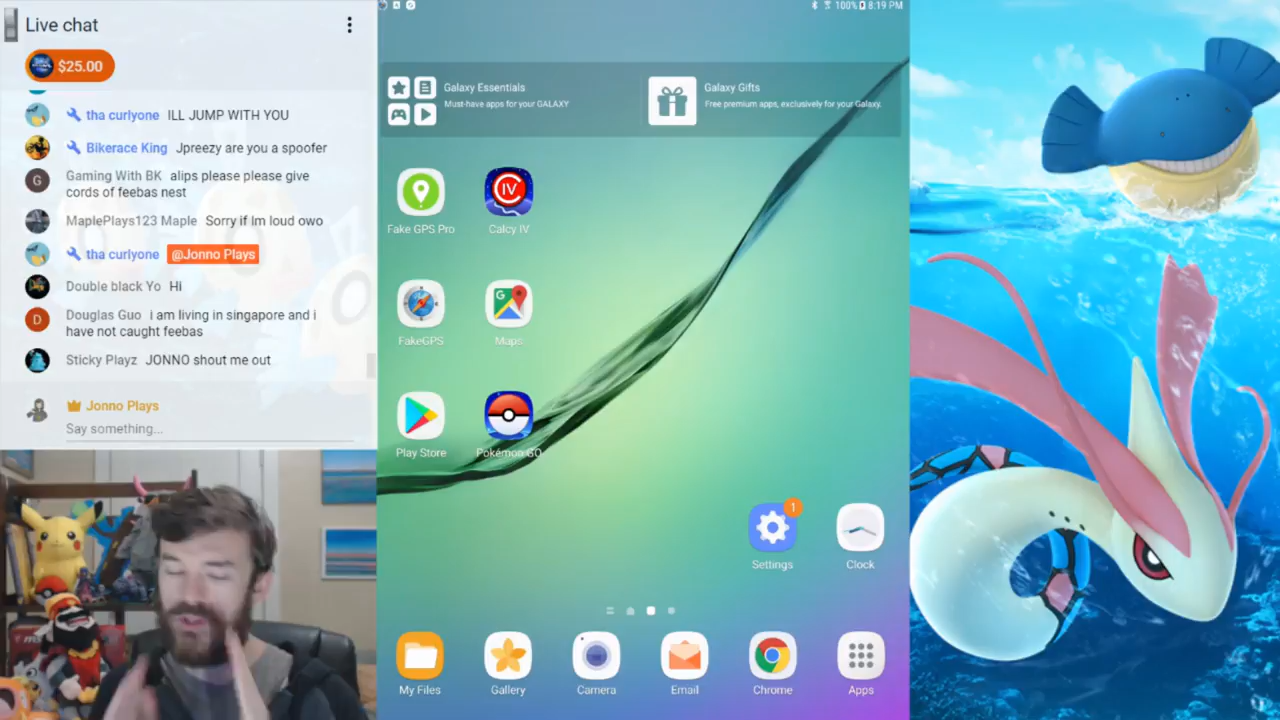 Live chat
$25.00
tha curlyone ILL JUMP WITH YOU
Bikerace King Jpreezy are you a spoofer
G
Gaming With BK alips please please give
cords of feebas nest
MaplePlays123 Maple Sorry if Im loud owo
tha curlyone @Jonno Plays
Double black Yo Hi
D
Douglas Guo i am living in singapore and i
have not caught feebas
Sticky Playz JONNO shout me out
Jonno Plays
Say something...
100% 8:19 PM
Galaxy Essentials
Must-have apps for your GALAXY
Galaxy Gifts
Free premium apps, exclusively for your Galaxy.
IV
Fake GPS Pro
Calcy IV
G
FakeGPS
Maps
Play Store
Pokémon GO
1
Settings
Clock
My Files
Gallery
Camera
Email
Chrome
Apps